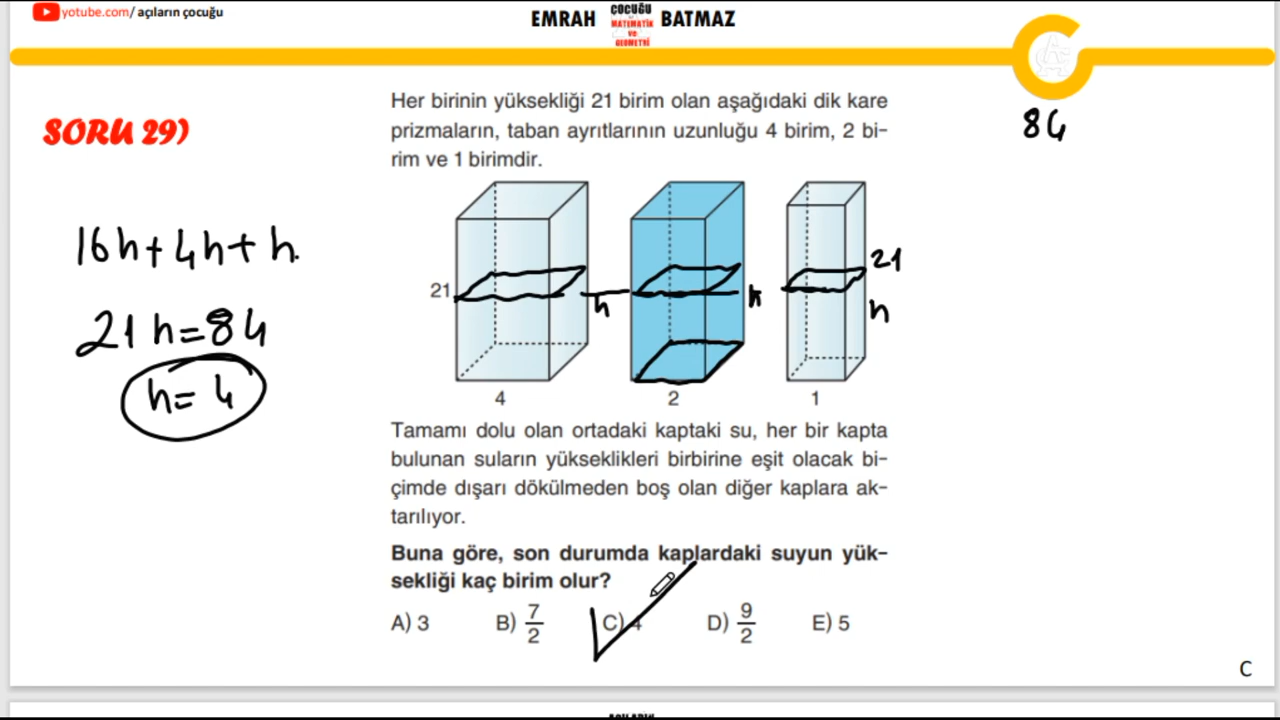 yotube.com/ açıların çocuğu
EMRAH ÇOCUĞU MATEMATİK ve GEOMETRİ BATMAZ
84
SORU 29)
Her birinin yüksekliği 21 birim olan aşağıdaki dik kare
prizmaların, taban ayrıtlarının uzunluğu 4 birim, 2 bi-
rim ve 1 birimdir.
16h+4h+h
21h=84
h=4
21
h
h
21
h
4
2
1
Tamamı dolu olan ortadaki kaptaki su, her bir kapta
bulunan suların yükseklikleri birbirine eşit olacak bi-
çimde dışarı dökülmeden boş olan diğer kaplara ak-
tarılıyor.
Buna göre, son durumda kaplardaki suyun yük-
sekliği kaç birim olur?
A) 3 B) 7/2 C) 4 D) 9/2 E) 5
C